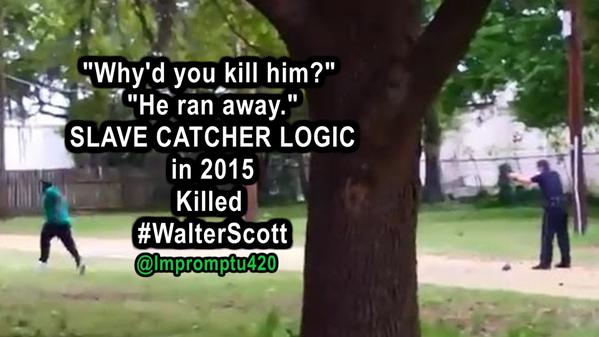 "Why'd you kill him?"
"He ran away."
SLAVE CATCHER LOGIC
in 2015
Killed
#WalterScott
@Impromptu420